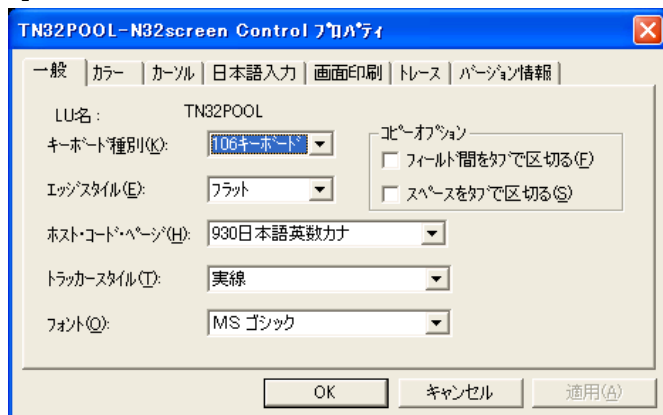 TN32POOL-N32screen Control ﾌﾟﾛﾊﾟﾃｨ
一般 ｶﾗｰ ｶｰｿﾙ 日本語入力 画面印刷 ﾄﾚｰｽ ﾊﾞｰｼﾞｮﾝ情報
LU名 : TN32POOL
ｷｰﾎﾞｰﾄﾞ種別(K): 106ｷｰﾎﾞｰﾄﾞ
ｺﾋﾟｰｵﾌﾟｼｮﾝ
ﾌｨｰﾙﾄﾞ間をﾀﾌﾞで区切る(F)
ｴｯｼﾞｽﾀｲﾙ(E): ﾌﾗｯﾄ
ｽﾍﾟｰｽをﾀﾌﾞで区切る(S)
ﾎｽﾄ･ｺｰﾄﾞ･ﾍﾟｰｼﾞ(H): 930日本語英数カナ
ﾄﾗｯｶｰｽﾀｲﾙ(T): 実線
ﾌｫﾝﾄ(O): MS ゴシック
OK キャンセル 適用(A)